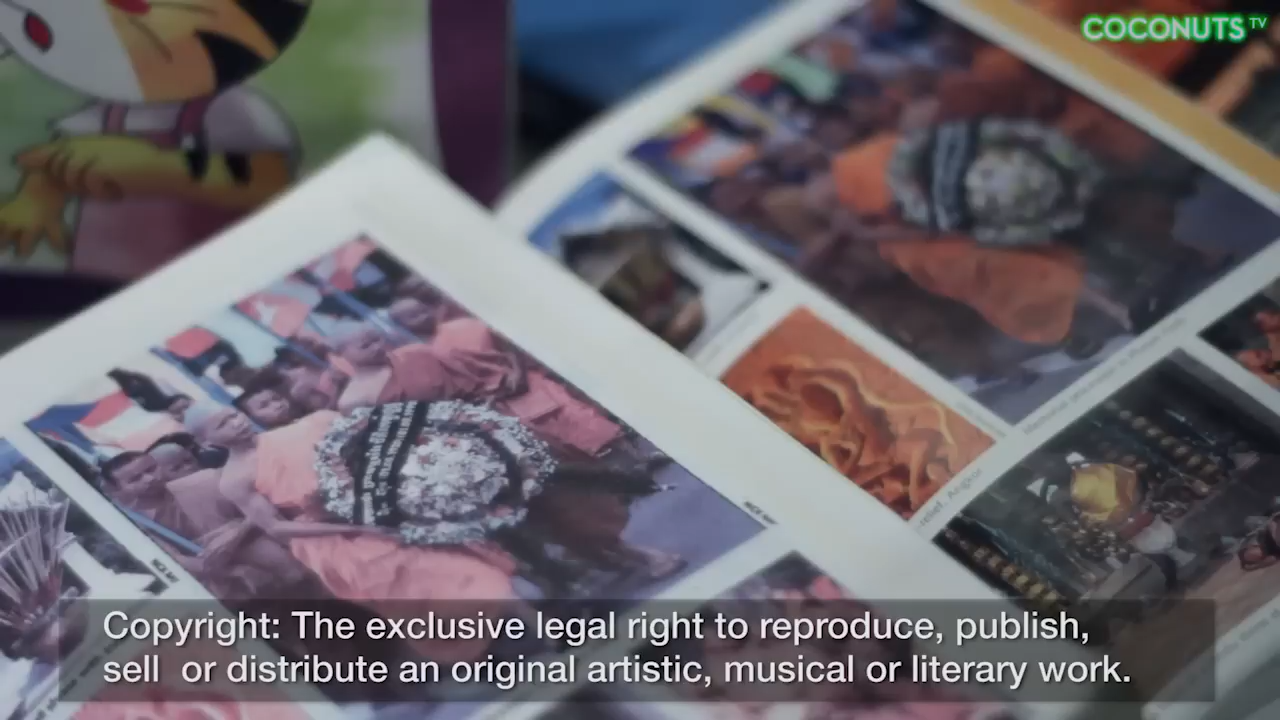 COCONUTS TV
Copyright: The exclusive legal right to reproduce, publish,
sell or distribute an original artistic, musical or literary work.